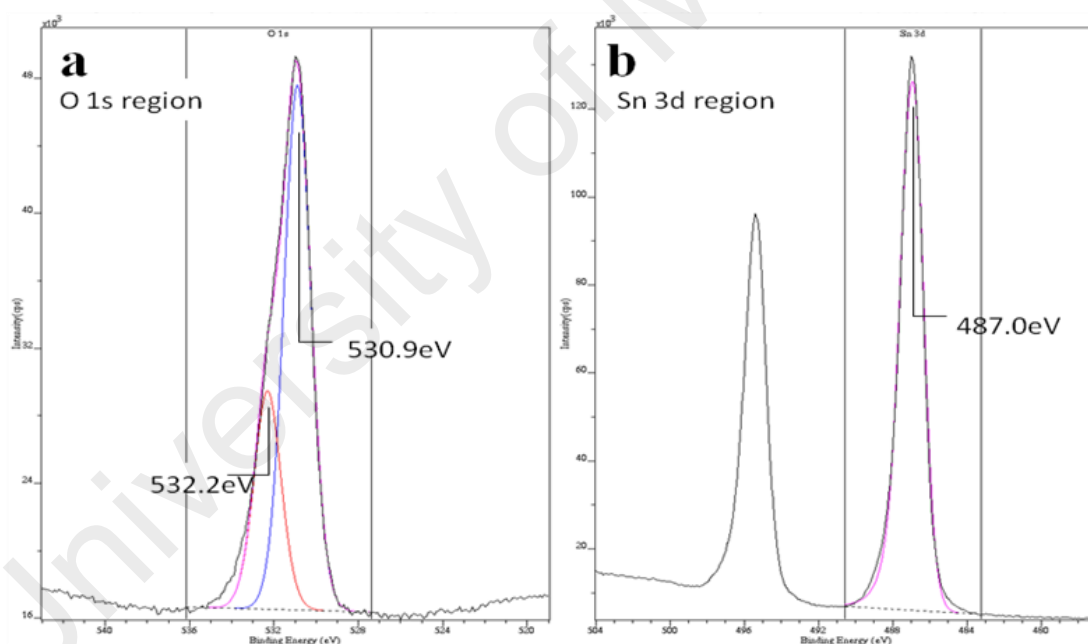 University of M
x10³
O 1s
a
O 1s region
48
40
32
24
16
Intensity(cps)
530.9eV
532.2eV
540
536
532
528
524
520
Binding Energy (eV)
x10³
Sn 3d
b
Sn 3d region
120
100
80
60
40
20
Intensity(cps)
487.0eV
504
500
496
492
488
484
480
Binding Energy (eV)